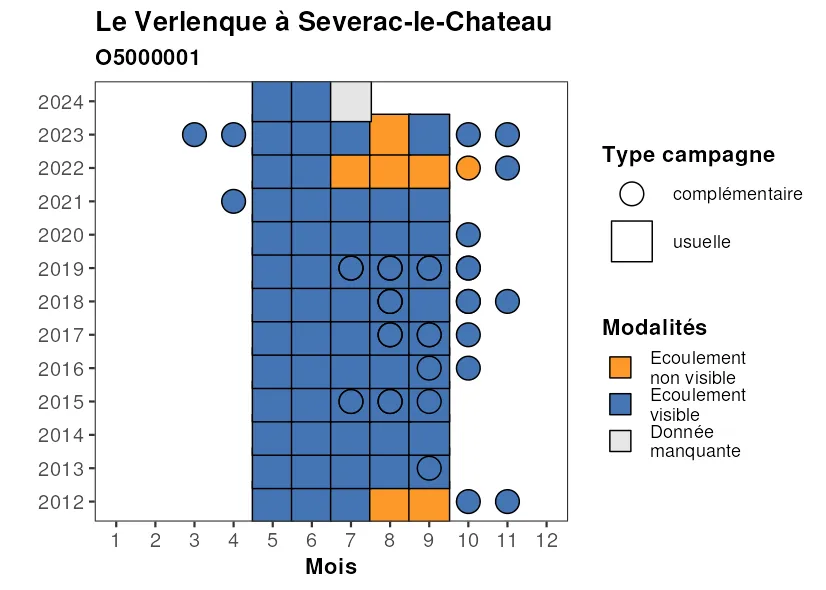 Le Verlenque à Severac-le-Chateau
O5000001
2024
2023
2022
2021
2020
2019
2018
2017
2016
2015
2014
2013
2012
1 2 3 4 5 6 7 8 9 10 11 12
Mois
Type campagne
complémentaire
usuelle
Modalités
Ecoulement
non visible
Ecoulement
visible
Donnée
manquante